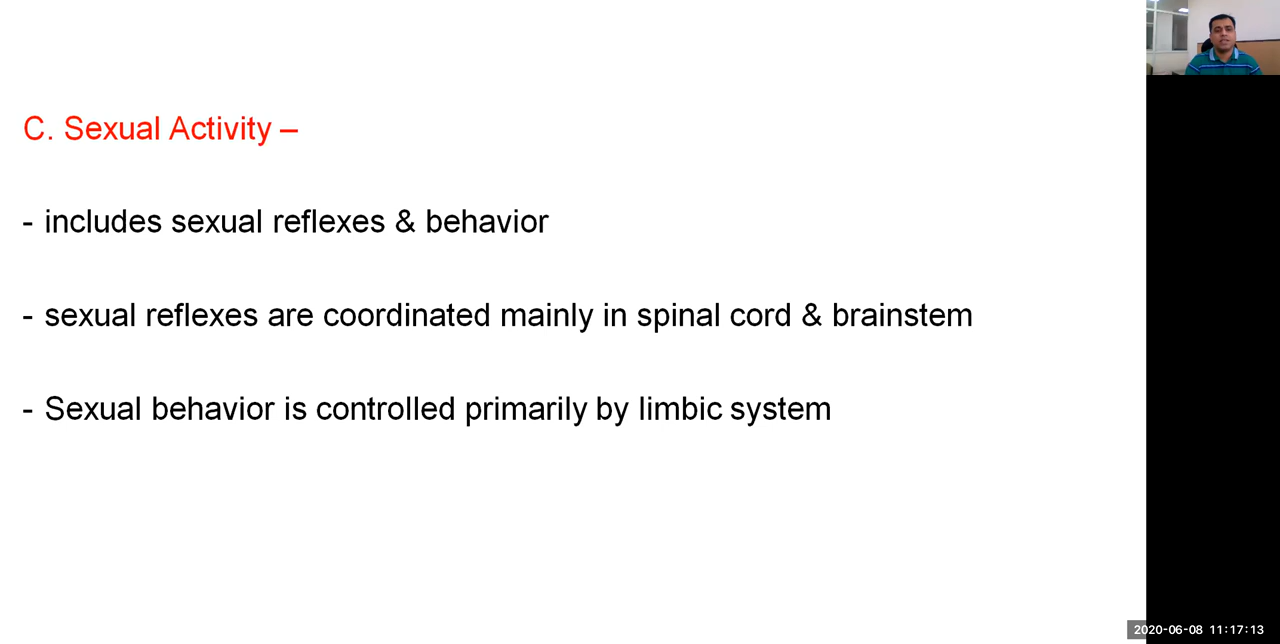 C. Sexual Activity –
- includes sexual reflexes & behavior
- sexual reflexes are coordinated mainly in spinal cord & brainstem
- Sexual behavior is controlled primarily by limbic system
2020-06-08 11:17:13